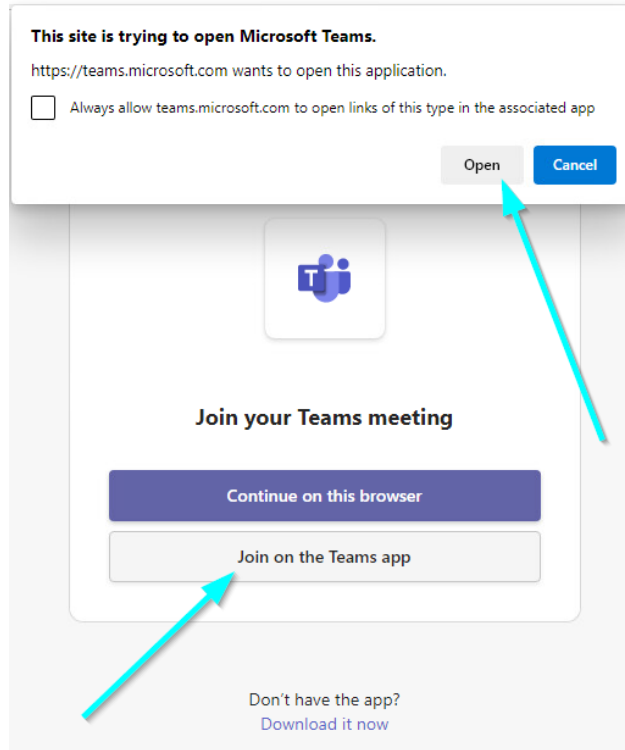 This site is trying to open Microsoft Teams.
https://teams.microsoft.com wants to open this application.
Always allow teams.microsoft.com to open links of this type in the associated app
Open Cancel
T
Join your Teams meeting
Continue on this browser
Join on the Teams app
Don't have the app?
Download it now